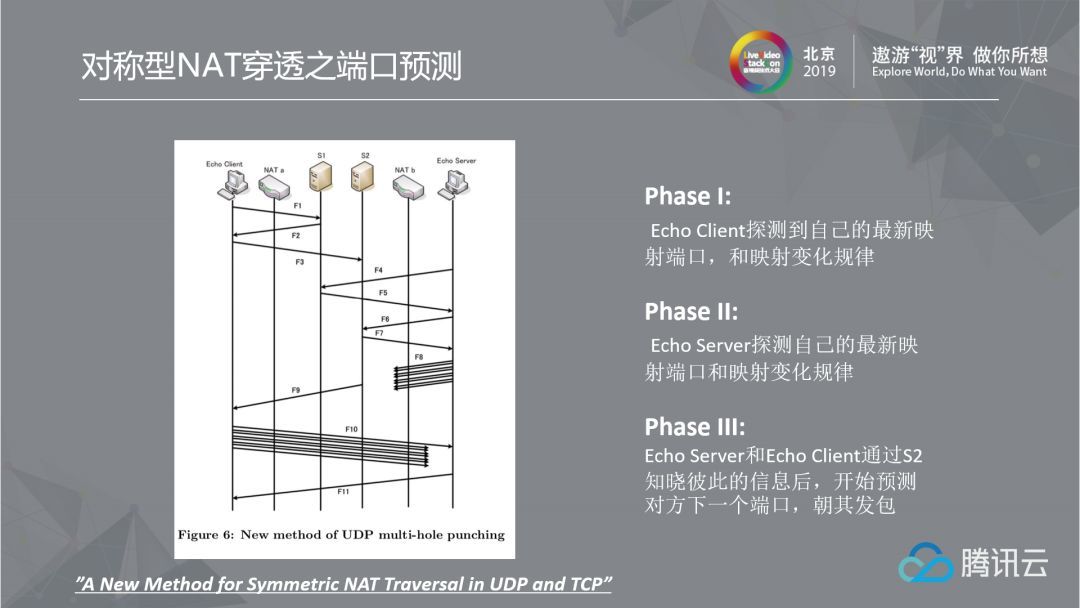 对称型NAT穿透之端口预测
Live Video
Stack Con
音视频技术大会
北京
2019
遨游“视”界 做你所想
Explore World, Do What You Want
Echo Client
NAT a
S1
S2
NAT b
Echo Server
F1
F2
F3
F4
F5
F6
F7
F8
F9
F10
F11
Figure 6: New method of UDP multi-hole punching
Phase I:
Echo Client探测到自己的最新映
射端口，和映射变化规律
Phase II:
Echo Server探测自己的最新映
射端口和映射变化规律
Phase III:
Echo Server和Echo Client通过S2
知晓彼此的信息后，开始预测
对方下一个端口，朝其发包
”A New Method for Symmetric NAT Traversal in UDP and TCP”
腾讯云